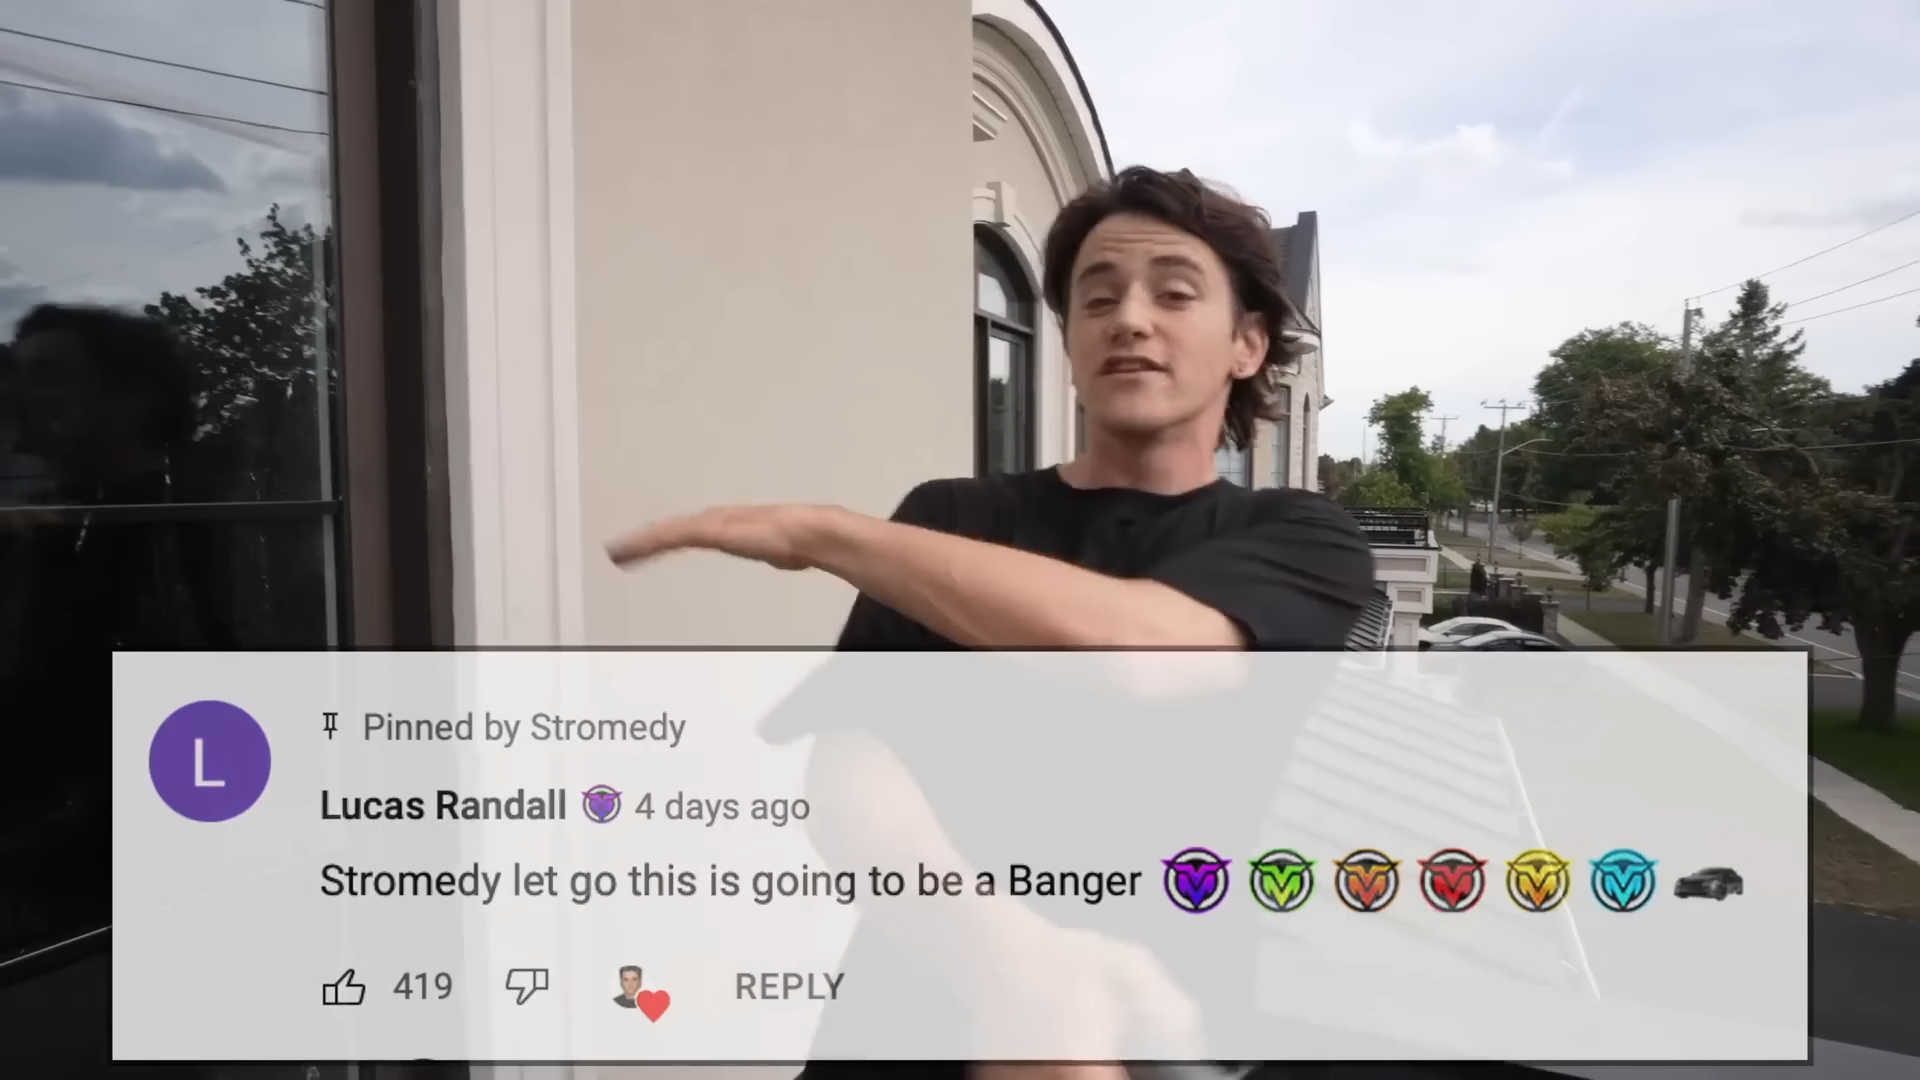 L
Pinned by Stromedy
Lucas Randall 4 days ago
Stromedy let go this is going to be a Banger
419 REPLY